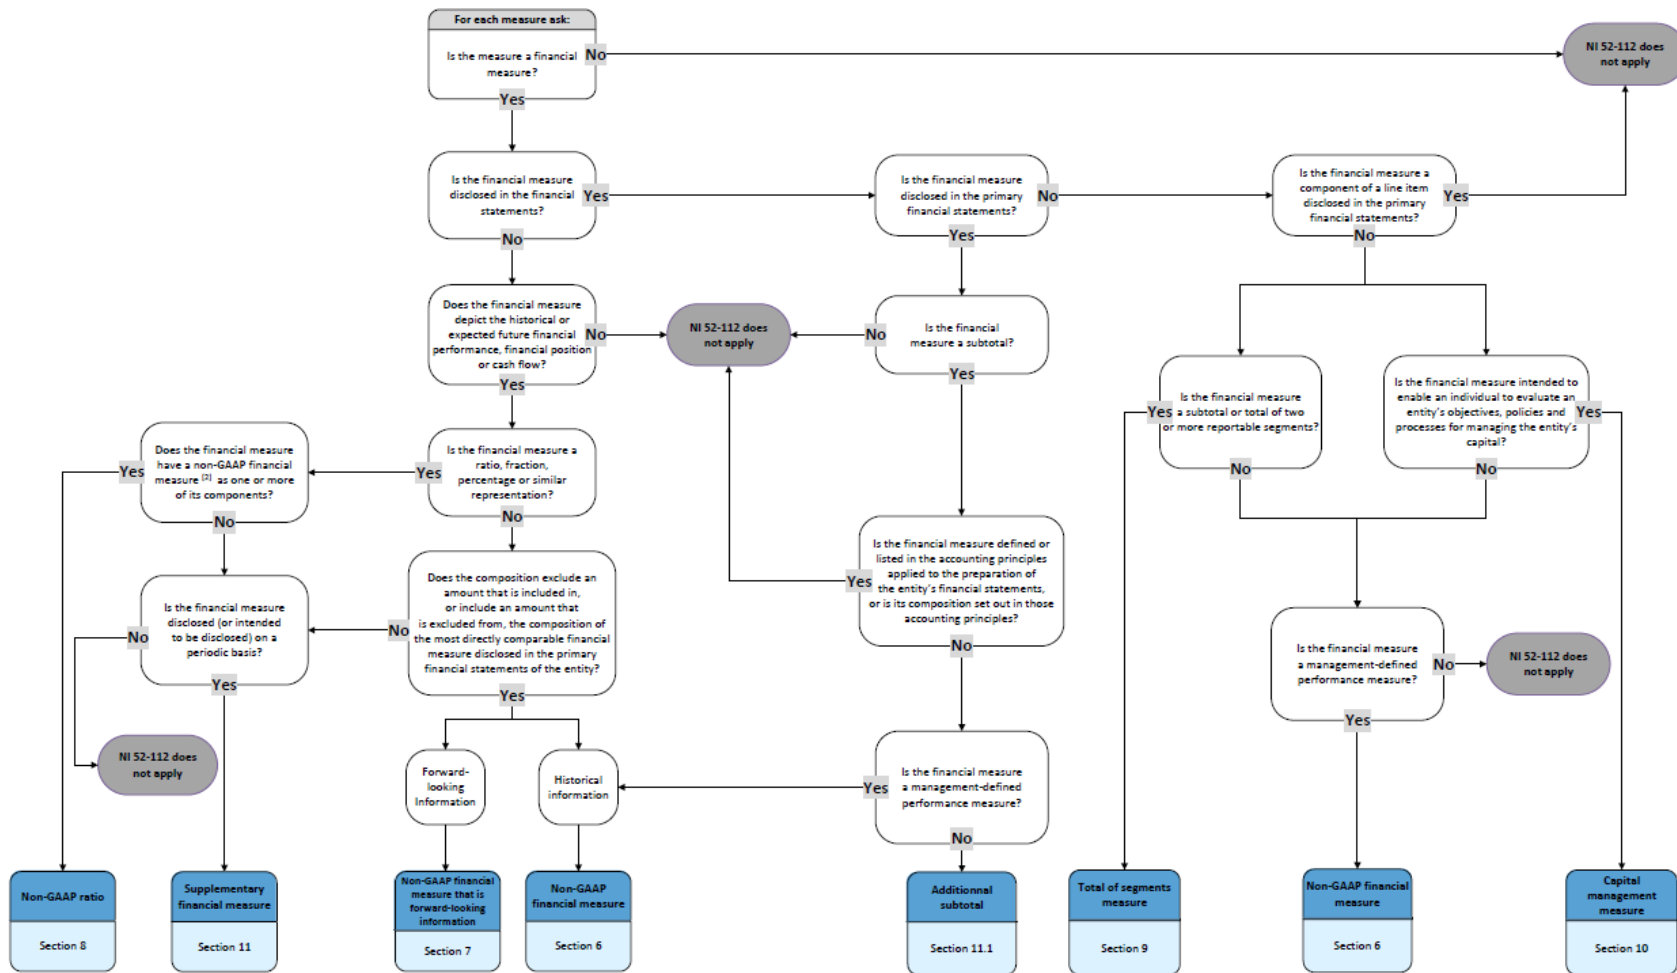 For each measure ask:
Is the measure a financial
measure?
No
NI 52-112 does
not apply
Yes
Is the financial measure
disclosed in the financial
statements?
Yes
Is the financial measure
disclosed in the primary
financial statements?
No
Is the financial measure a
component of a line item
disclosed in the primary
financial statements?
Yes
No
Yes
No
Does the financial measure
depict the historical or
expected future financial
performance, financial position
or cash flow?
No
NI 52-112 does
not apply
No
Is the financial
measure a subtotal?
Yes
Yes
Is the financial measure
a subtotal or total of two
or more reportable segments?
Yes
Is the financial measure intended to
enable an individual to evaluate an
entity's objectives, policies and
processes for managing the entity's
capital?
Yes
No
No
Does the financial measure
have a non-GAAP financial
measure [2] as one or more
of its components?
Yes
Yes
Is the financial measure a
ratio, fraction,
percentage or similar
representation?
No
No
Is the financial measure defined or
listed in the accounting principles
applied to the preparation of
the entity's financial statements,
or is its composition set out in those
accounting principles?
Yes
No
Is the financial measure
disclosed (or intended
to be disclosed) on a
periodic basis?
No
Yes
No
Does the composition exclude an
amount that is included in,
or include an amount that
is excluded from, the composition of
the most directly comparable financial
measure disclosed in the primary
financial statements of the entity?
Yes
Is the financial measure
a management-defined
performance measure?
No
NI 52-112 does
not apply
Yes
NI 52-112 does
not apply
Forward-
looking
Information
Historical
information
Yes
Is the financial measure
a management-defined
performance measure?
No
Non-GAAP ratio
Section 8
Supplementary
financial measure
Section 11
Non-GAAP financial
measure that is
forward-looking
information
Section 7
Non-GAAP
financial measure
Section 6
Additionnal
subtotal
Section 11.1
Total of segments
measure
Section 9
Non-GAAP financial
measure
Section 6
Capital
management
measure
Section 10